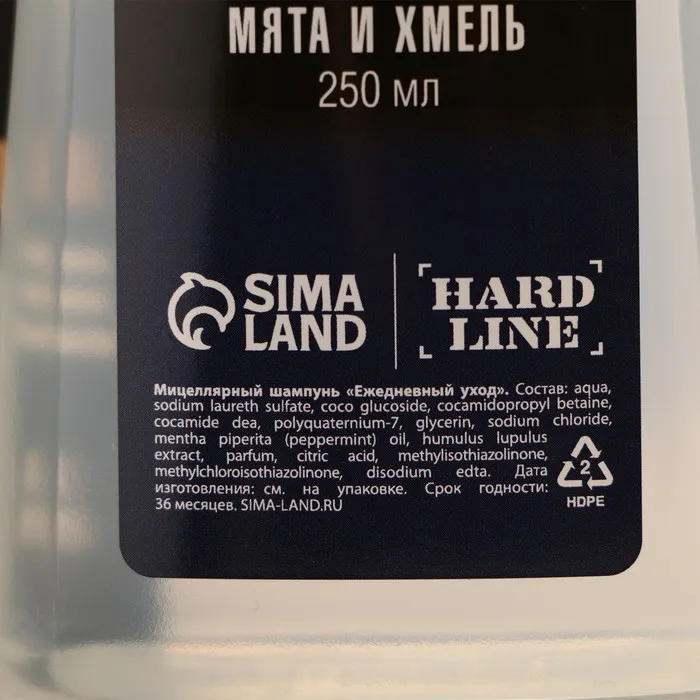 МЯТА И ХМЕЛЬ
250 МЛ
SIMA
LAND
HARD
LINE
Мицеллярный шампунь «Ежедневный уход». Состав: aqua,
sodium laureth sulfate, coco glucoside, cocamidopropyl betaine,
cocamide dea, polyquaternium-7, glycerin, sodium chloride,
mentha piperita (peppermint) oil, humulus lupulus
extract, parfum, citric acid, methylisothiazolinone,
methylchloroisothiazolinone, disodium edta. Дата
изготовления: см. на упаковке. Срок годности:
36 месяцев. SIMA-LAND.RU
2
HDPE